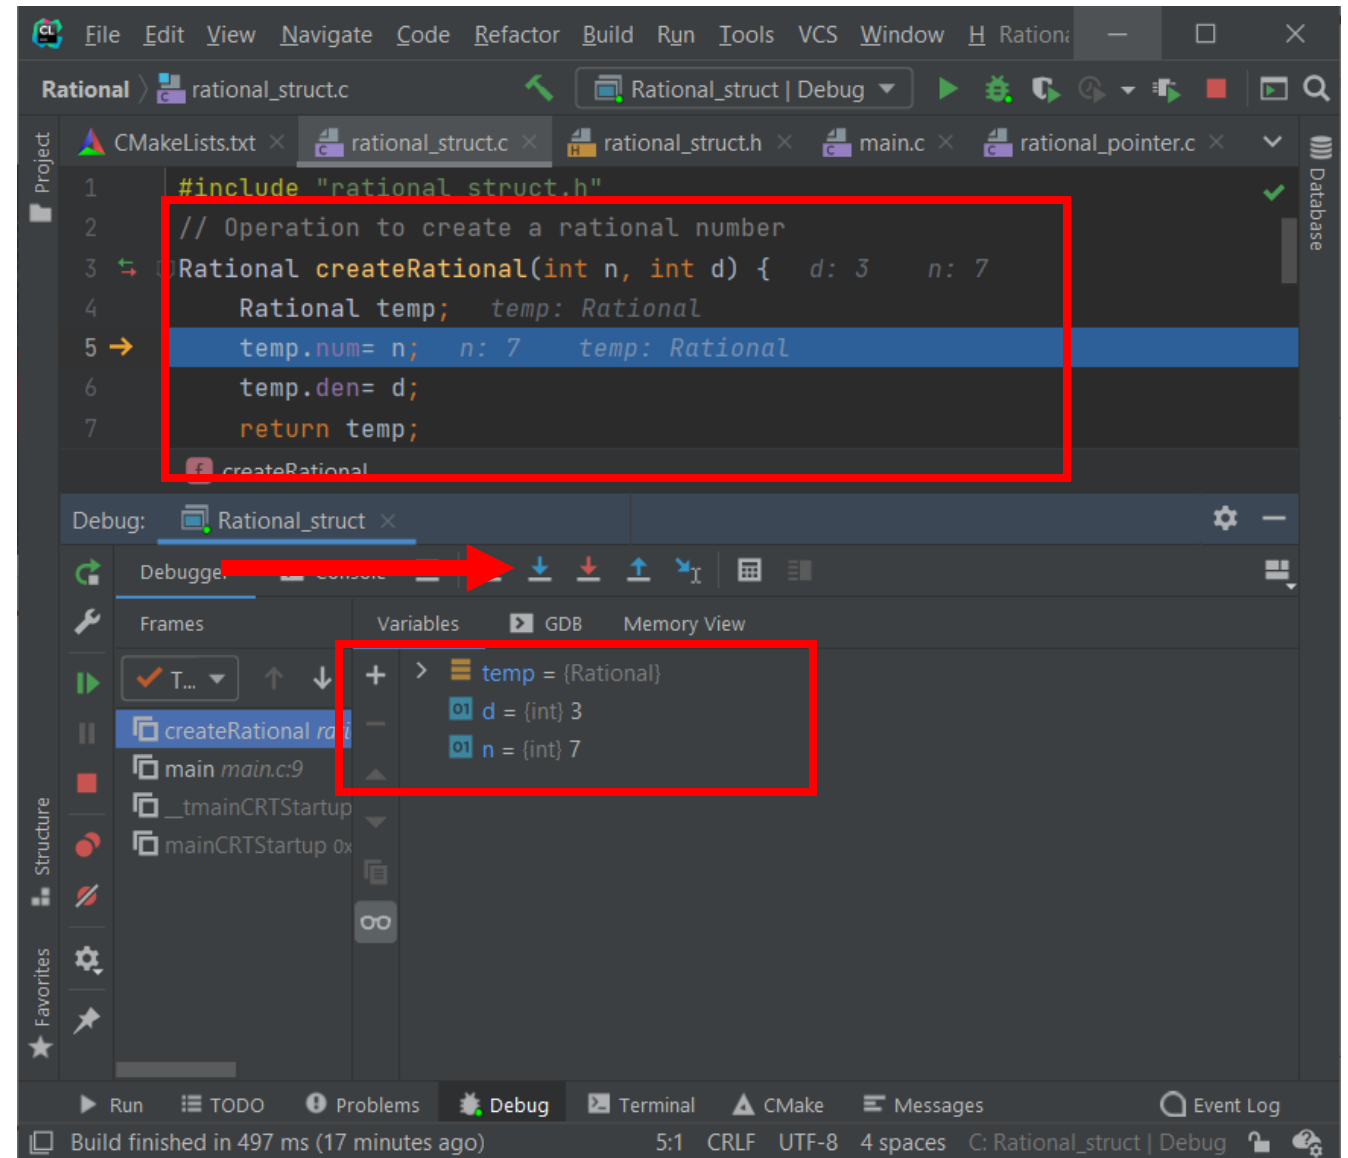 CL File Edit View Navigate Code Refactor Build Run Tools VCS Window H Rationa
Rational rational_struct.c Rational_struct | Debug
Project
CMakeLists.txt rational_struct.c rational_struct.h main.c rational_pointer.c
Database
1 #include "rational_struct.h"
2 // Operation to create a rational number
3 Rational createRational(int n, int d) { d: 3 n: 7
4 Rational temp; temp: Rational
5 temp.num= n; n: 7 temp: Rational
6 temp.den= d;
7 return temp;
f createRational
Debug: Rational_struct
Debugger Console
Frames Variables GDB Memory View
T...
temp = {Rational}
createRational
d = {int} 3
main main.c:9
n = {int} 7
__tmainCRTStartup
mainCRTStartup 0x
Structure
Favorites
Run TODO Problems Debug Terminal CMake Messages Event Log
Build finished in 497 ms (17 minutes ago) 5:1 CRLF UTF-8 4 spaces C: Rational_struct | Debug